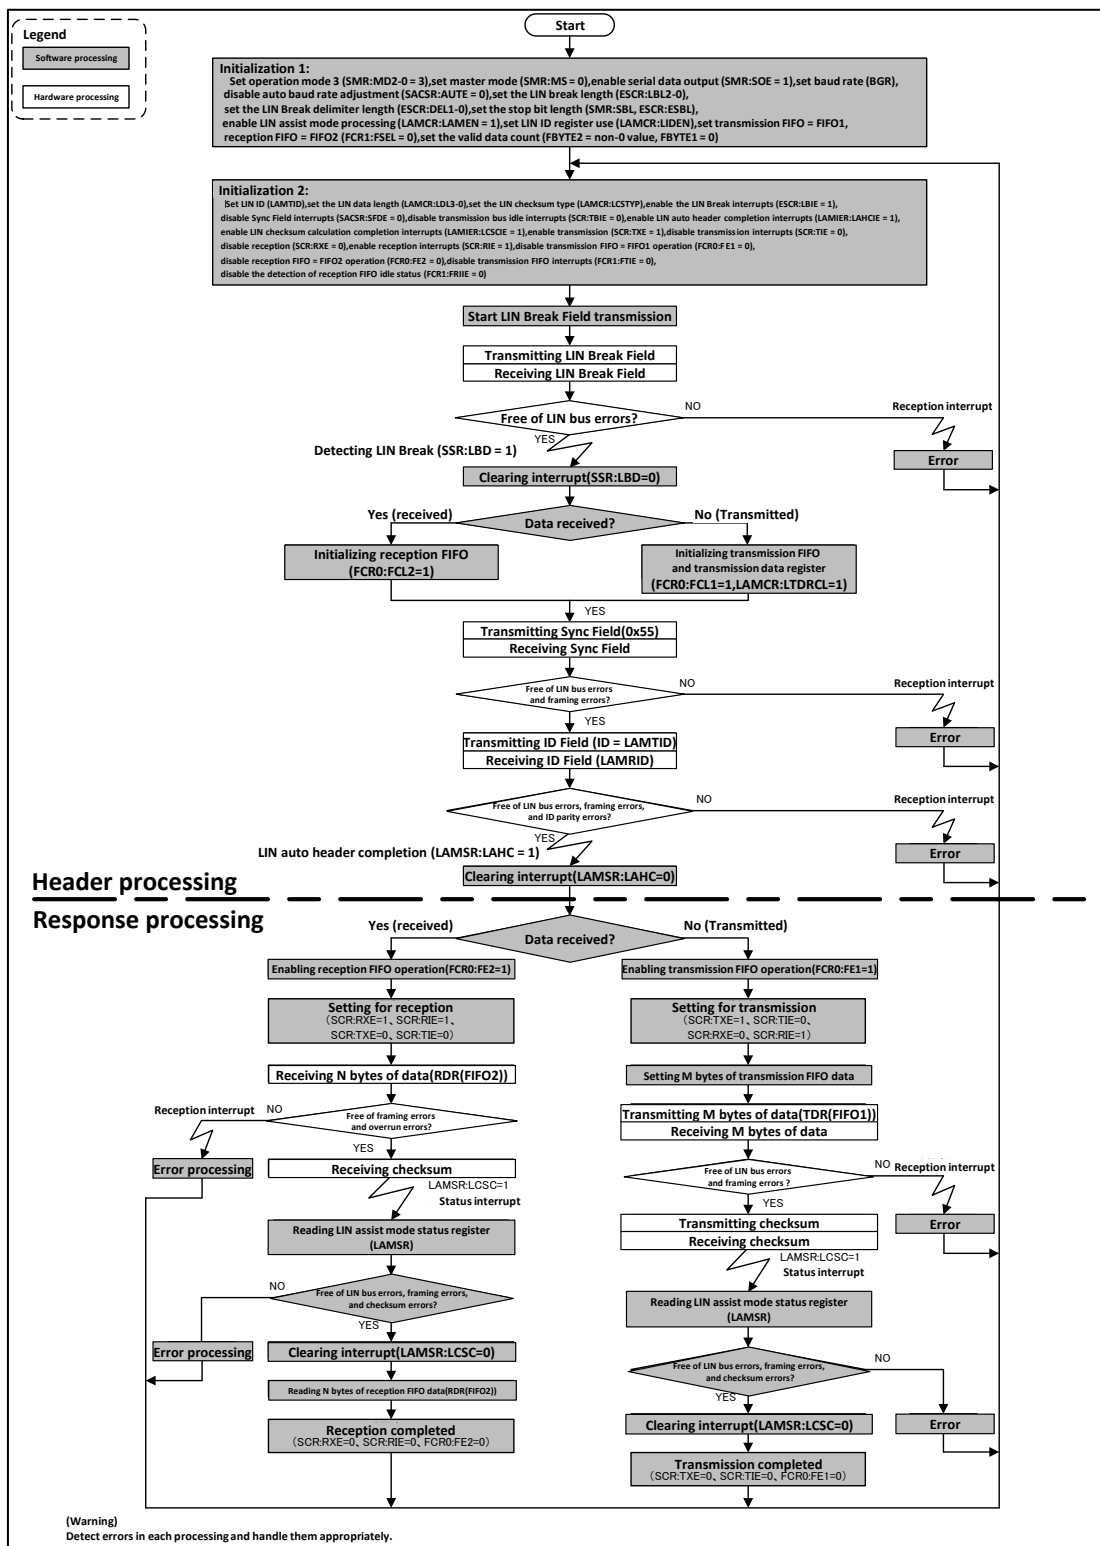 Start
Legend
Software processing
Hardware processing
Initialization 1:
Set operation mode 3 (SMR:MD2-0 = 3),set master mode (SMR:MS = 0),enable serial data output (SMR:SOE = 1),set baud rate (BGR),
disable auto baud rate adjustment (SACSR:AUTE = 0),set the LIN break length (ESCR:LBL2-0),
set the LIN Break delimiter length (ESCR:DEL1-0),set the stop bit length (SMR:SBL, ESCR:ESBL),
enable LIN assist mode processing (LAMCR:LAMEN = 1),set LIN ID register use (LAMCR:LIDEN),set transmission FIFO = FIFO1,
reception FIFO = FIFO2 (FCR1:FSEL = 0),set the valid data count (FBYTE2 = non-0 value, FBYTE1 = 0)
Initialization 2:
Set LIN ID (LAMTID),set the LIN data length (LAMCR:LDL3-0),set the LIN checksum type (LAMCR:LCSTYP),enable the LIN Break interrupts (ESCR:LBIE = 1),
disable Sync Field interrupts (SACSR:SFDE = 0),disable transmission bus idle interrupts (SCR:TBIE = 0),enable LIN auto header completion interrupts (LAMIER:LAHCIE = 1),
enable LIN checksum calculation completion interrupts (LAMIER:LCSCIE = 1),enable transmission (SCR:TXE = 1),disable transmission interrupts (SCR:TIE = 0),
disable reception (SCR:RXE = 0),enable reception interrupts (SCR:RIE = 1),disable transmission FIFO = FIFO1 operation (FCR0:FE1 = 0),
disable reception FIFO = FIFO2 operation (FCR0:FE2 = 0),disable transmission FIFO interrupts (FCR1:FTIE = 0),
disable the detection of reception FIFO idle status (FCR1:FRIIE = 0)
Start LIN Break Field transmission
Transmitting LIN Break Field
Receiving LIN Break Field
Free of LIN bus errors?
NO
Reception interrupt
YES
Detecting LIN Break (SSR:LBD = 1)
Error
Clearing interrupt(SSR:LBD=0)
Yes (received)
Data received?
No (Transmitted)
Initializing reception FIFO
(FCR0:FCL2=1)
Initializing transmission FIFO
and transmission data register
(FCR0:FCL1=1,LAMCR:LTDRCL=1)
YES
Transmitting Sync Field(0x55)
Receiving Sync Field
Free of LIN bus errors
and framing errors?
NO
Reception interrupt
YES
Error
Transmitting ID Field (ID = LAMTID)
Receiving ID Field (LAMRID)
Free of LIN bus errors, framing errors,
and ID parity errors?
NO
Reception interrupt
YES
LIN auto header completion (LAMSR:LAHC = 1)
Error
Clearing interrupt(LAMSR:LAHC=0)
Header processing
Response processing
Yes (received)
Data received?
No (Transmitted)
Enabling reception FIFO operation(FCR0:FE2=1)
Enabling transmission FIFO operation(FCR0:FE1=1)
Setting for reception
(SCR:RXE=1、SCR:RIE=1、
SCR:TXE=0、SCR:TIE=0)
Setting for transmission
(SCR:TXE=1、SCR:TIE=0、
SCR:RXE=0、SCR:RIE=1)
Receiving N bytes of data(RDR(FIFO2))
Setting M bytes of transmission FIFO data
Reception interrupt
NO
Free of framing errors
and overrun errors?
YES
Transmitting M bytes of data(TDR(FIFO1))
Receiving M bytes of data
Error processing
Receiving checksum
Free of LIN bus errors
and framing errors ?
NO
Reception interrupt
YES
LAMSR:LCSC=1
Status interrupt
Transmitting checksum
Receiving checksum
Error
Reading LIN assist mode status register
(LAMSR)
LAMSR:LCSC=1
Status interrupt
NO
Free of LIN bus errors, framing errors,
and checksum errors?
YES
Reading LIN assist mode status register
(LAMSR)
Error processing
Clearing interrupt(LAMSR:LCSC=0)
Free of LIN bus errors, framing errors,
and checksum errors?
NO
YES
Reading N bytes of reception FIFO data(RDR(FIFO2))
Reception completed
(SCR:RXE=0、SCR:RIE=0、FCR0:FE2=0)
Clearing interrupt(LAMSR:LCSC=0)
Error
Transmission completed
(SCR:TXE=0、SCR:TIE=0、FCR0:FE1=0)
(Warning)
Detect errors in each processing and handle them appropriately.